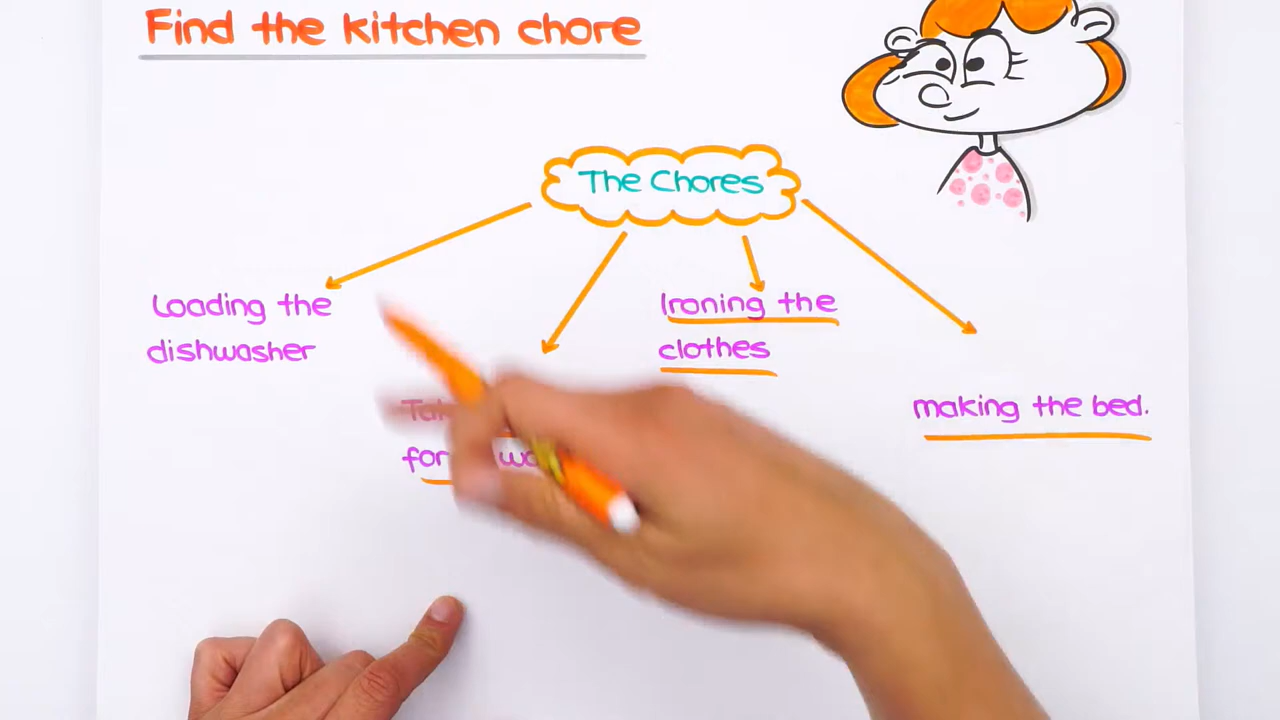 Find the kitchen chore
The Chores
Loading the
dishwasher
Ironing the
clothes
making the bed.